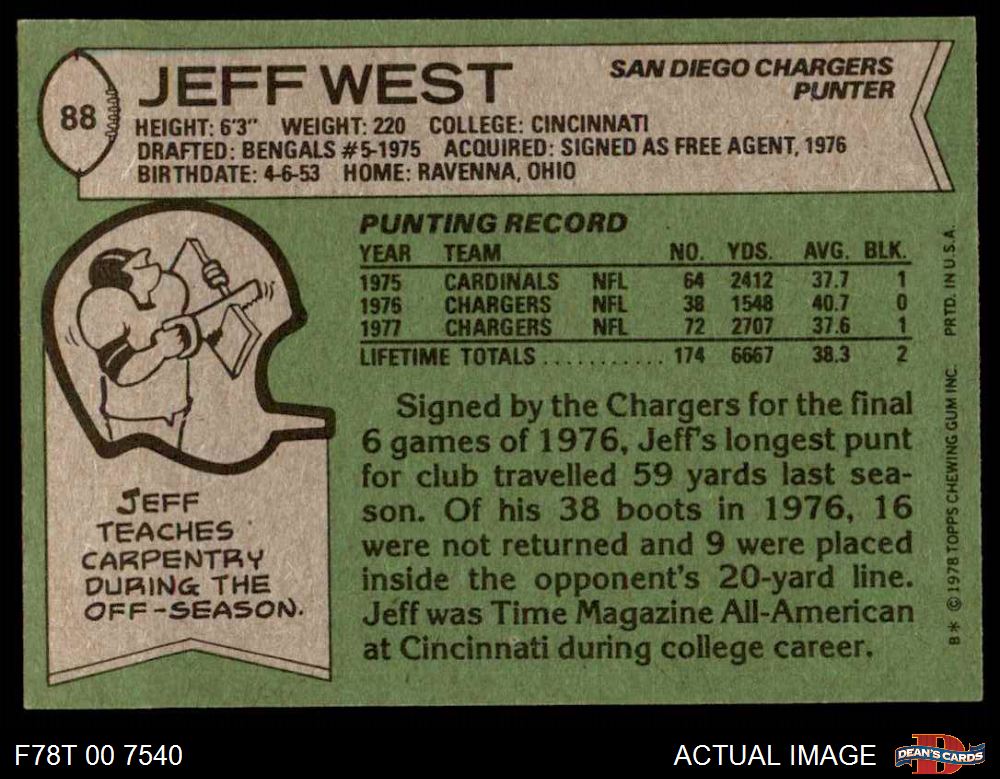 88
JEFF WEST
SAN DIEGO CHARGERS
PUNTER
HEIGHT: 6'3" WEIGHT: 220 COLLEGE: CINCINNATI
DRAFTED: BENGALS #5-1975 ACQUIRED: SIGNED AS FREE AGENT, 1976
BIRTHDATE: 4-6-53 HOME: RAVENNA, OHIO
PUNTING RECORD
YEAR TEAM NO. YDS. AVG. BLK.
1975 CARDINALS NFL 64 2412 37.7 1
1976 CHARGERS NFL 38 1548 40.7 0
1977 CHARGERS NFL 72 2707 37.6 1
LIFETIME TOTALS ........... 174 6667 38.3 2
Signed by the Chargers for the final
6 games of 1976, Jeff's longest punt
for club travelled 59 yards last sea-
son. Of his 38 boots in 1976, 16
were not returned and 9 were placed
inside the opponent's 20-yard line.
Jeff was Time Magazine All-American
at Cincinnati during college career.
JEFF
TEACHES
CARPENTRY
DURING THE
OFF-SEASON.
B* © 1978 TOPPS CHEWING GUM INC. PRTD. IN U.S.A.
F78T 00 7540
ACTUAL IMAGE
D
DEAN'S CARDS